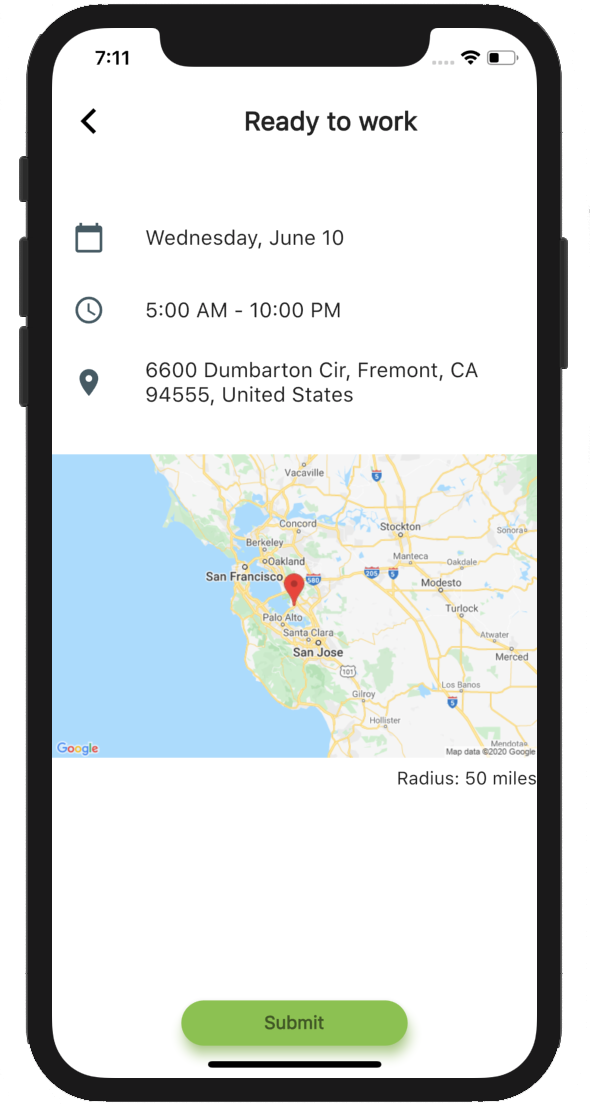 7:11
Ready to work
Wednesday, June 10
5:00 AM - 10:00 PM
6600 Dumbarton Cir, Fremont, CA
94555, United States
Vacaville
5
Concord
Stockton
Sonora
Berkeley
Oakland
Manteca
Oakdale
San Francisco
580
205
5
Modesto
Palo Alto
Turlock
Santa Clara
Atwater
San Jose
Merced
101
Los Banos
Gilroy
5
Hollister
Mendota
Google
Map data ©2020 Google
Radius: 50 miles
Submit